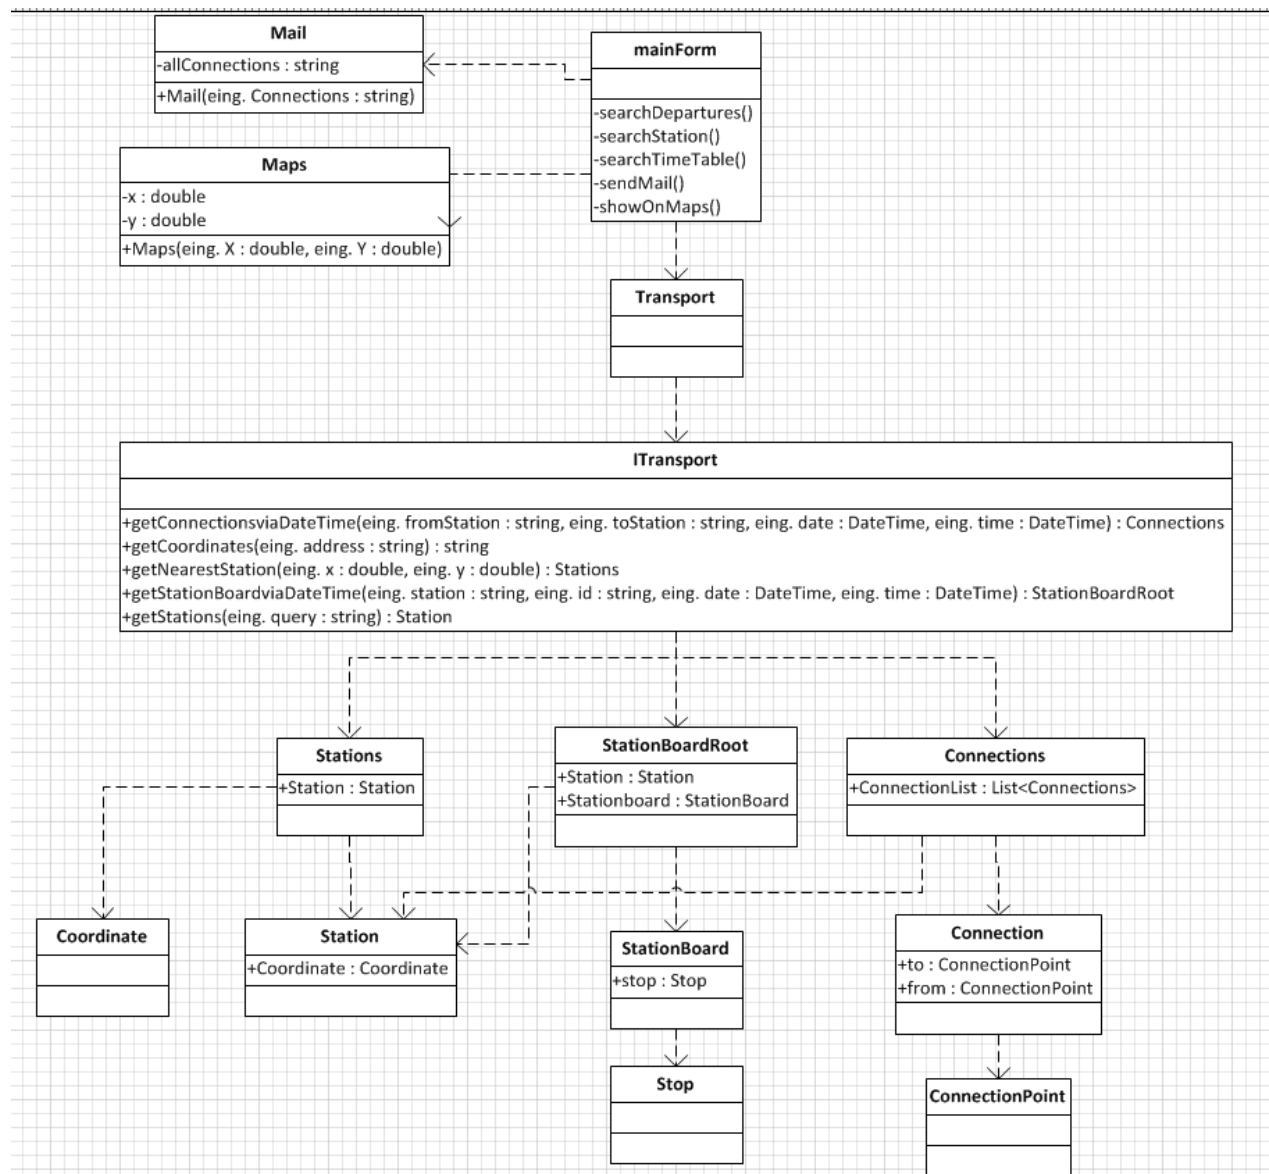 Mail
-allConnections : string
+Mail(eing. Connections : string)
mainForm
-searchDepartures()
-searchStation()
-searchTimeTable()
-sendMail()
-showOnMaps()
Maps
-x : double
-y : double
+Maps(eing. X : double, eing. Y : double)
Transport
ITransport
+getConnectionsviaDateTime(eing. fromStation : string, eing. toStation : string, eing. date : DateTime, eing. time : DateTime) : Connections
+getCoordinates(eing. address : string) : string
+getNearestStation(eing. x : double, eing. y : double) : Stations
+getStationBoardviaDateTime(eing. station : string, eing. id : string, eing. date : DateTime, eing. time : DateTime) : StationBoardRoot
+getStations(eing. query : string) : Station
Stations
+Station : Station
StationBoardRoot
+Station : Station
+Stationboard : StationBoard
Connections
+ConnectionList : List<Connections>
Coordinate
Station
+Coordinate : Coordinate
StationBoard
+stop : Stop
Connection
+to : ConnectionPoint
+from : ConnectionPoint
Stop
ConnectionPoint